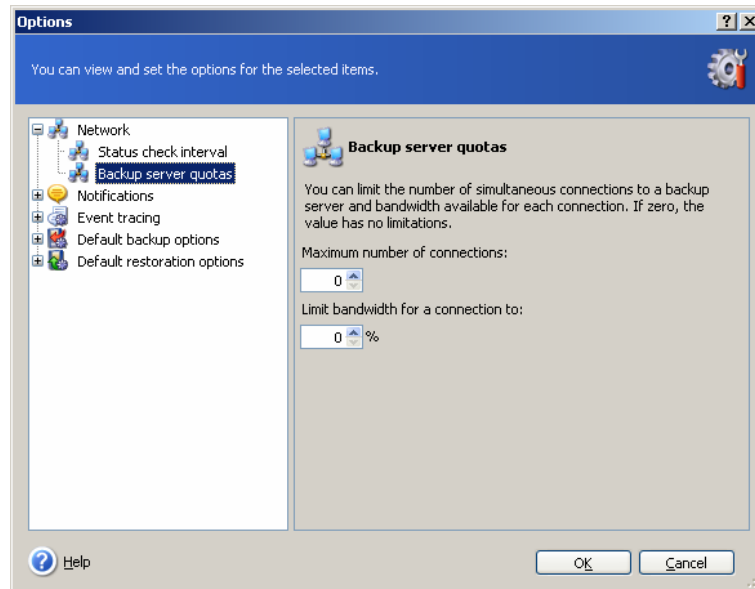 Options
You can view and set the options for the selected items.
Network
Status check interval
Backup server quotas
Notifications
Event tracing
Default backup options
Default restoration options
Backup server quotas
You can limit the number of simultaneous connections to a backup
server and bandwidth available for each connection. If zero, the
value has no limitations.
Maximum number of connections:
0
Limit bandwidth for a connection to:
0 %
Help
OK
Cancel